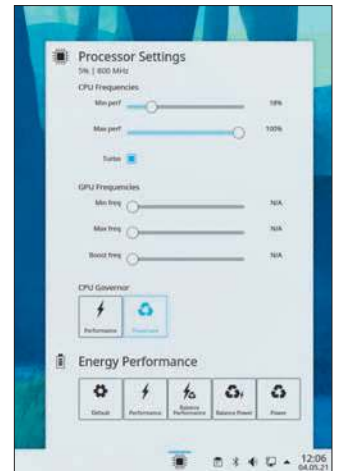 Processor Settings
5% | 800 MHz
CPU Frequencies
Min perf 18%
Max perf 100%
Turbo
GPU Frequencies
Min freq N/A
Max freq N/A
Boost freq N/A
CPU Governor
Performance Powersave
Energy Performance
Default Performance Balance Performance Balance Power Power
12:06
04.05.21